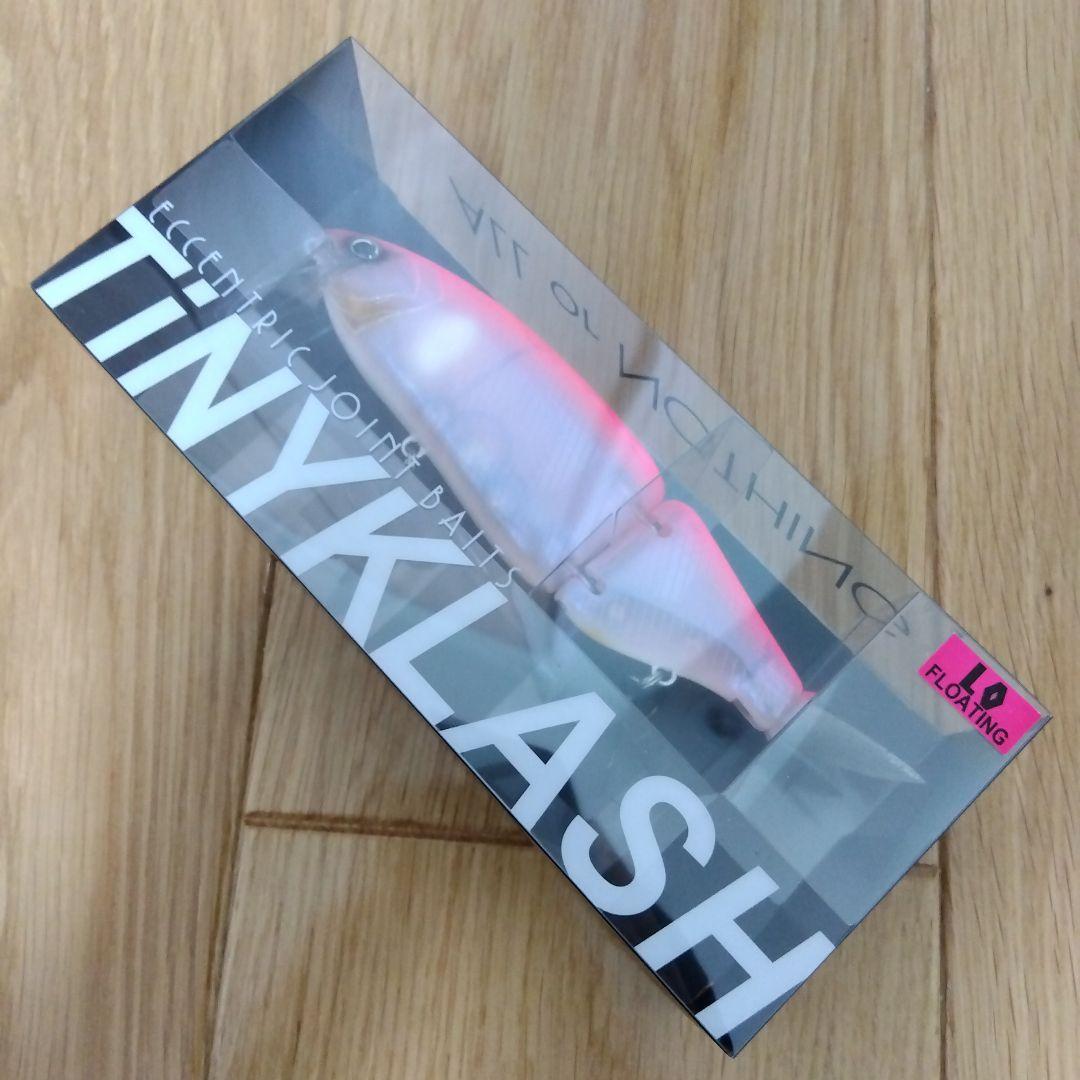 ECCENTRIC JOINT BAITS
TiNYKLASH
ALL or NOTHING
LO
FLOATING